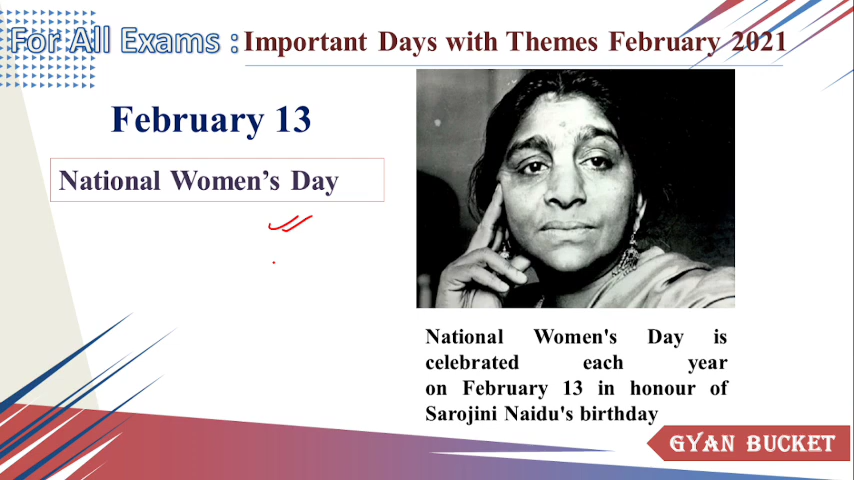 For All Exams : Important Days with Themes February 2021
February 13
National Women’s Day
National Women's Day is
celebrated each year
on February 13 in honour of
Sarojini Naidu's birthday
GYAN BUCKET